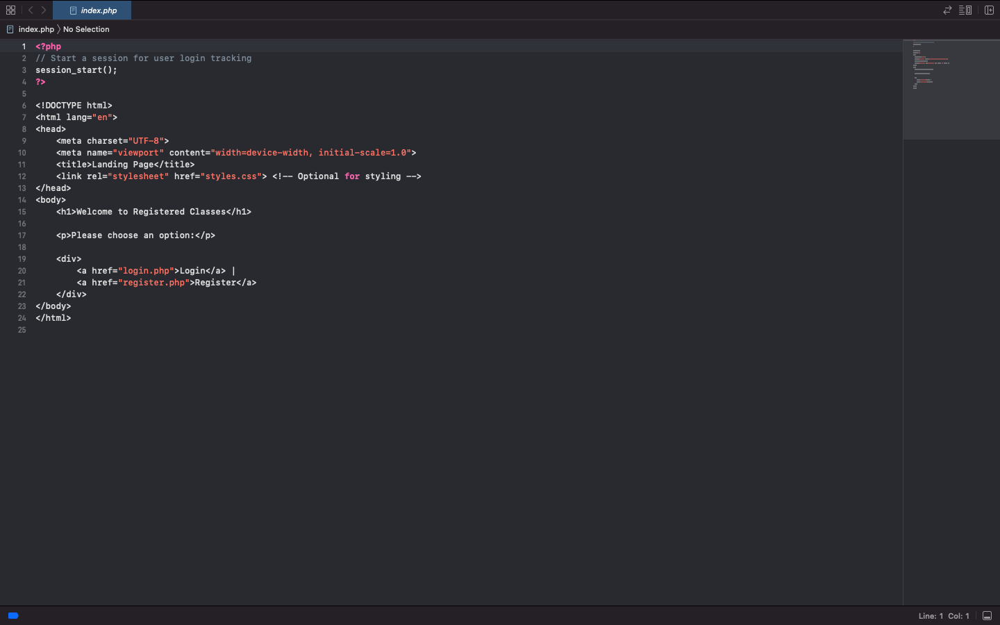 index.php
index.php 〉 No Selection
1 <?php
2 // Start a session for user login tracking
3 session_start();
4 ?>
5
6 <!DOCTYPE html>
7 <html lang="en">
8 <head>
9     <meta charset="UTF-8">
10     <meta name="viewport" content="width=device-width, initial-scale=1.0">
11     <title>Landing Page</title>
12     <link rel="stylesheet" href="styles.css"> <!-- Optional for styling -->
13 </head>
14 <body>
15     <h1>Welcome to Registered Classes</h1>
16
17     <p>Please choose an option:</p>
18
19     <div>
20         <a href="login.php">Login</a> |
21         <a href="register.php">Register</a>
22     </div>
23 </body>
24 </html>
25
Line: 1  Col: 1